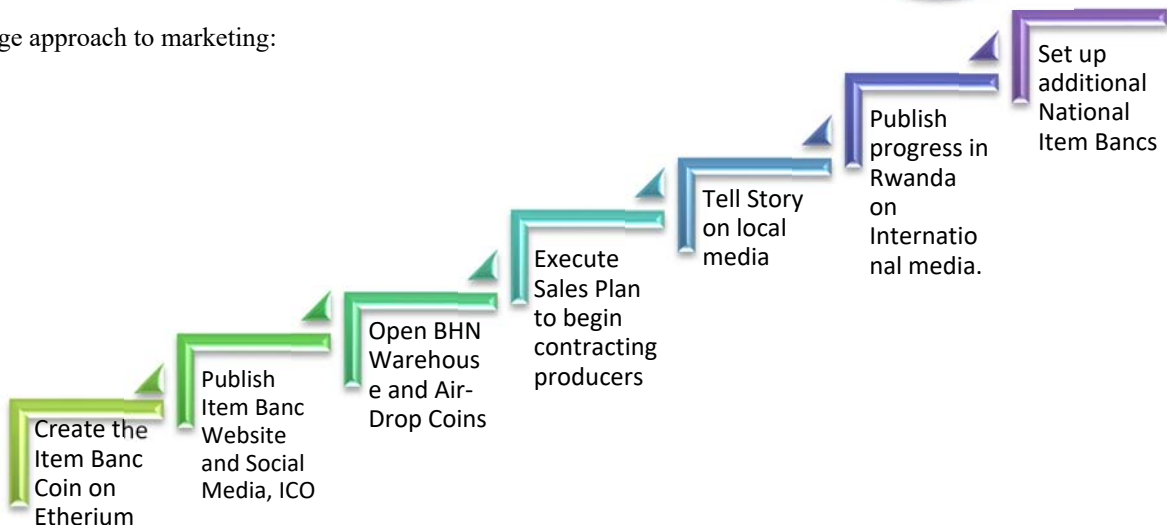 ge approach to marketing:
Create the
Item Banc
Coin on
Etherium
Publish
Item Banc
Website
and Social
Media, ICO
Open BHN
Warehous
e and Air-
Drop Coins
Execute
Sales Plan
to begin
contracting
producers
Tell Story
on local
media
Publish
progress in
Rwanda
on
Internatio
nal media.
Set up
additional
National
Item Bancs